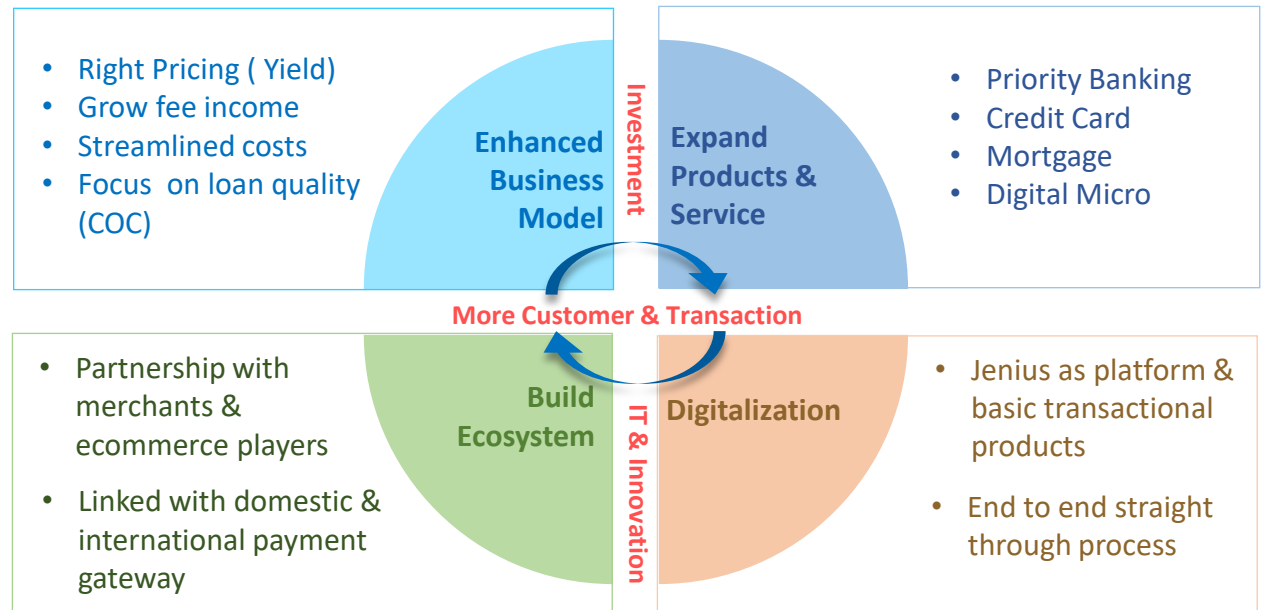 • Right Pricing ( Yield)
• Grow fee income
• Streamlined costs
• Focus  on loan quality
(COC)
Enhanced
Business
Model
Investment
Expand
Products &
Service
• Priority Banking
• Credit Card
• Mortgage
• Digital Micro
More Customer & Transaction
• Partnership with
merchants &
ecommerce players
• Linked with domestic &
international payment
gateway
Build
Ecosystem
IT & Innovation
Digitalization
• Jenius as platform &
basic transactional
products
• End to end straight
through process